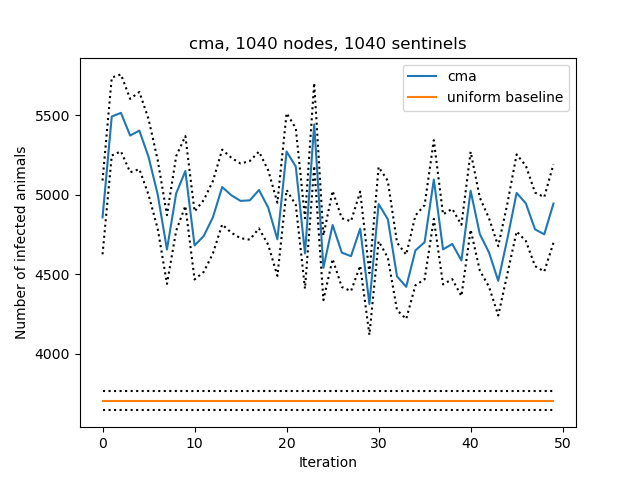 cma, 1040 nodes, 1040 sentinels
cma
uniform baseline
Number of infected animals
5500
5000
4500
4000
0 10 20 30 40 50
Iteration